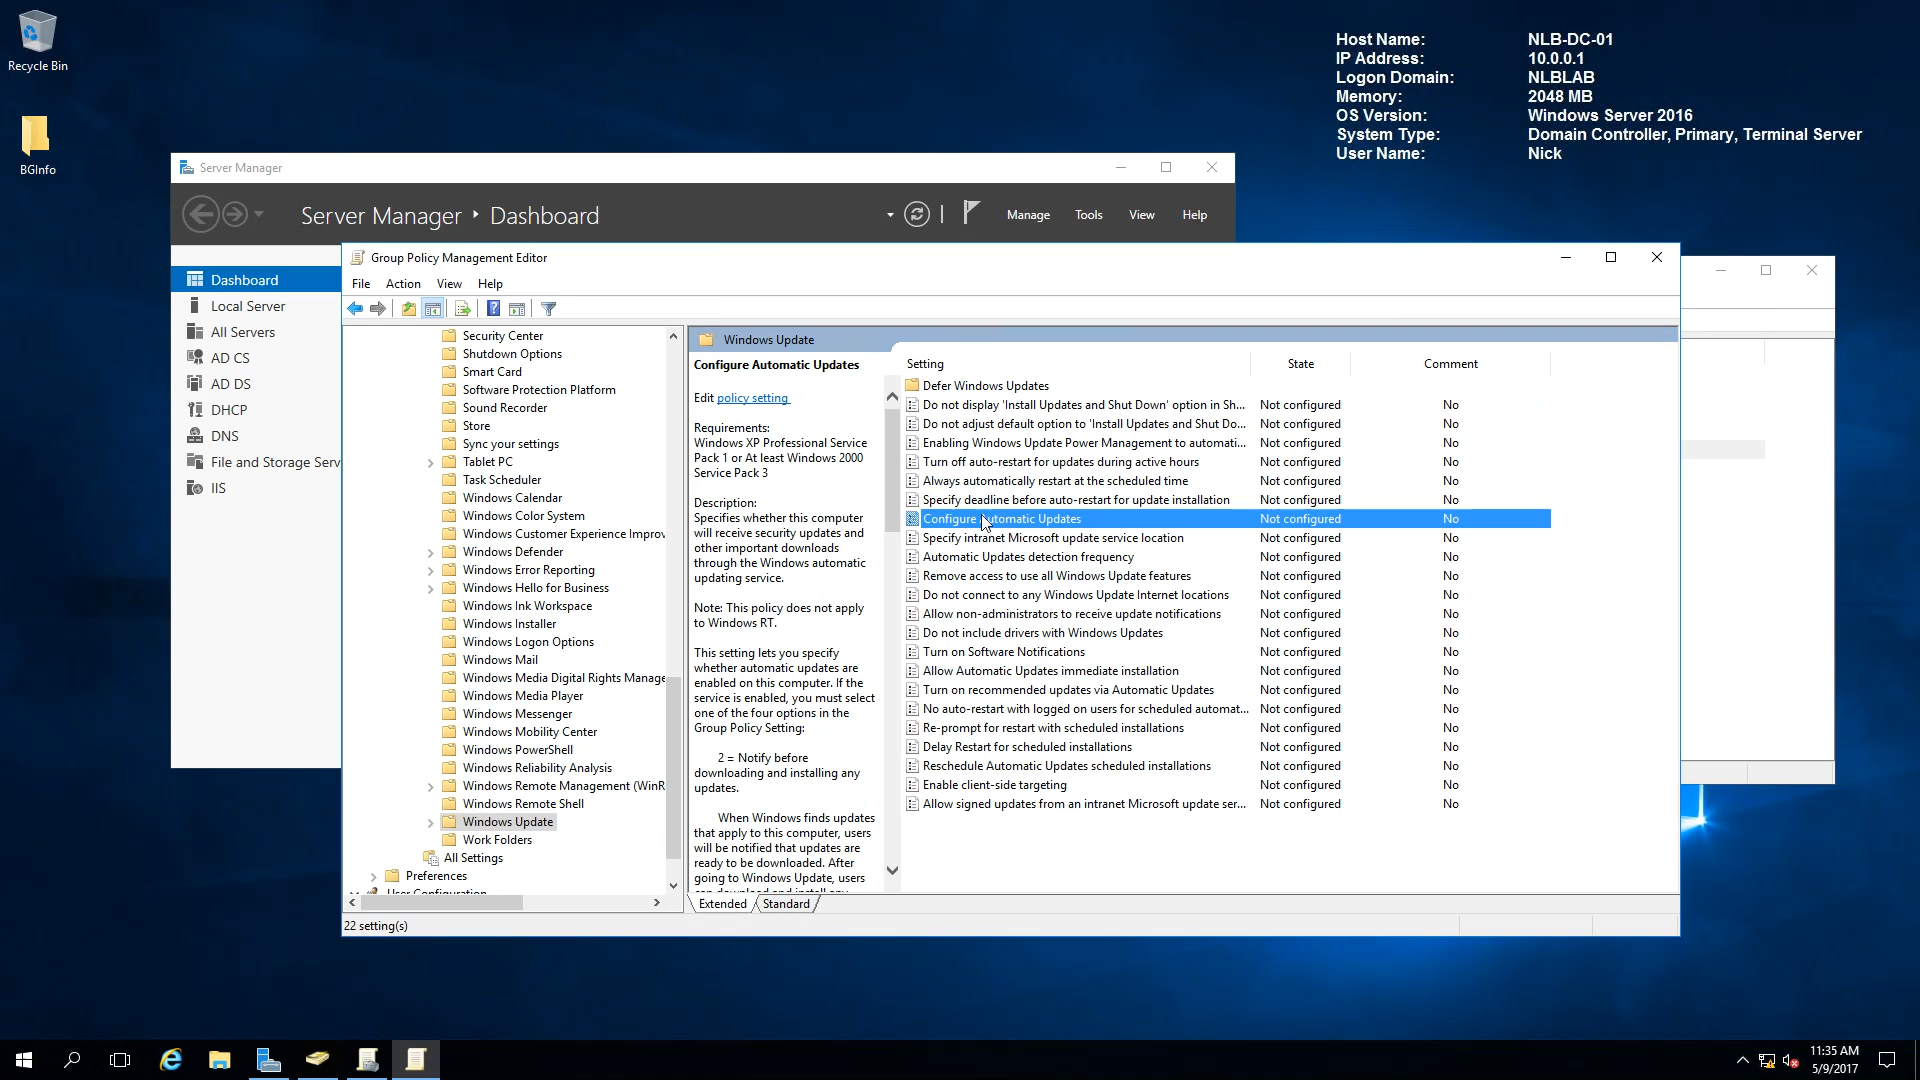 Recycle Bin
BGInfo
Host Name: NLB-DC-01
IP Address: 10.0.0.1
Logon Domain: NLBLAB
Memory: 2048 MB
OS Version: Windows Server 2016
System Type: Domain Controller, Primary, Terminal Server
User Name: Nick
Server Manager
Server Manager ‣ Dashboard
Manage Tools View Help
Dashboard
Local Server
All Servers
AD CS
AD DS
DHCP
DNS
File and Storage Serv
IIS
Group Policy Management Editor
File Action View Help
Security Center
Shutdown Options
Smart Card
Software Protection Platform
Sound Recorder
Store
Sync your settings
Tablet PC
Task Scheduler
Windows Calendar
Windows Color System
Windows Customer Experience Improv
Windows Defender
Windows Error Reporting
Windows Hello for Business
Windows Ink Workspace
Windows Installer
Windows Logon Options
Windows Mail
Windows Media Digital Rights Manage
Windows Media Player
Windows Messenger
Windows Mobility Center
Windows PowerShell
Windows Reliability Analysis
Windows Remote Management (WinR
Windows Remote Shell
Windows Update
Work Folders
All Settings
Preferences
User Configuration
Windows Update
Configure Automatic Updates
Edit policy setting
Requirements:
Windows XP Professional Service
Pack 1 or At least Windows 2000
Service Pack 3
Description:
Specifies whether this computer
will receive security updates and
other important downloads
through the Windows automatic
updating service.
Note: This policy does not apply
to Windows RT.
This setting lets you specify
whether automatic updates are
enabled on this computer. If the
service is enabled, you must select
one of the four options in the
Group Policy Setting:
2 = Notify before
downloading and installing any
updates.
When Windows finds updates
that apply to this computer, users
will be notified that updates are
ready to be downloaded. After
going to Windows Update, users
can download and install any
Setting State Comment
Defer Windows Updates
Do not display 'Install Updates and Shut Down' option in Sh... Not configured No
Do not adjust default option to 'Install Updates and Shut Do... Not configured No
Enabling Windows Update Power Management to automati... Not configured No
Turn off auto-restart for updates during active hours Not configured No
Always automatically restart at the scheduled time Not configured No
Specify deadline before auto-restart for update installation Not configured No
Configure Automatic Updates Not configured No
Specify intranet Microsoft update service location Not configured No
Automatic Updates detection frequency Not configured No
Remove access to use all Windows Update features Not configured No
Do not connect to any Windows Update Internet locations Not configured No
Allow non-administrators to receive update notifications Not configured No
Do not include drivers with Windows Updates Not configured No
Turn on Software Notifications Not configured No
Allow Automatic Updates immediate installation Not configured No
Turn on recommended updates via Automatic Updates Not configured No
No auto-restart with logged on users for scheduled automat... Not configured No
Re-prompt for restart with scheduled installations Not configured No
Delay Restart for scheduled installations Not configured No
Reschedule Automatic Updates scheduled installations Not configured No
Enable client-side targeting Not configured No
Allow signed updates from an intranet Microsoft update ser... Not configured No
Extended Standard
22 setting(s)
11:35 AM
5/9/2017